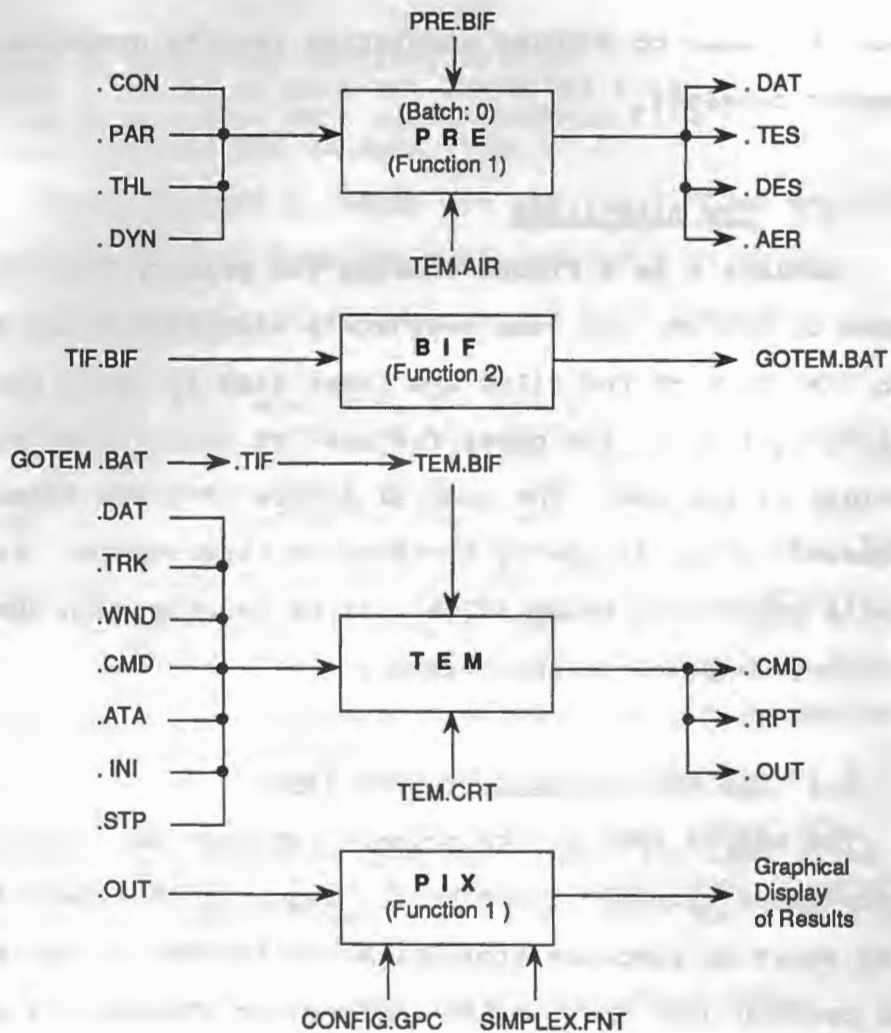 PRE.BIF
. CON
. PAR
. THL
. DYN
(Batch: 0)
P R E
(Function 1)
. DAT
. TES
. DES
. AER
TEM.AIR
TIF.BIF
B I F
(Function 2)
GOTEM.BAT
GOTEM .BAT
.TIF
TEM.BIF
.DAT
.TRK
.WND
.CMD
.ATA
. INI
.STP
T E M
.CMD
.RPT
.OUT
TEM.CRT
.OUT
P I X
(Function 1 )
Graphical
Display
of Results
CONFIG.GPC
SIMPLEX.FNT